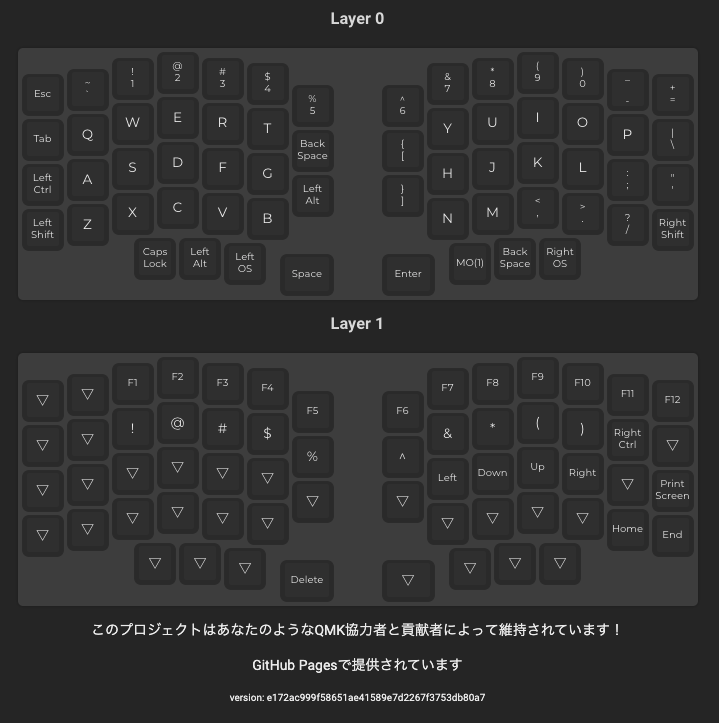 Layer 0
Esc
~
`
!
1
@
2
#
3
$
4
%
5
^
6
&
7
*
8
(
9
)
0
_
-
+
=
Tab
Q
W
E
R
T
Back
Space
{
[
Y
U
I
O
P
|
\
Left
Ctrl
A
S
D
F
G
Left
Alt
}
]
H
J
K
L
:
;
"
'
Left
Shift
Z
X
C
V
B
N
M
<
,
>
.
?
/
Right
Shift
Caps
Lock
Left
Alt
Left
OS
Space
Enter
MO(1)
Back
Space
Right
OS
Layer 1
▽
▽
F1
F2
F3
F4
F5
F6
F7
F8
F9
F10
F11
F12
▽
▽
!
@
#
$
%
^
&
*
(
)
Right
Ctrl
▽
▽
▽
▽
▽
▽
▽
▽
▽
Left
Down
Up
Right
▽
Print
Screen
▽
▽
▽
▽
▽
▽
▽
▽
▽
▽
Home
End
▽
▽
▽
Delete
▽
▽
▽
▽
このプロジェクトはあなたのようなQMK協力者と貢献者によって維持されています！
GitHub Pagesで提供されています
version: e172ac999f58651ae41589e7d2267f3753db80a7